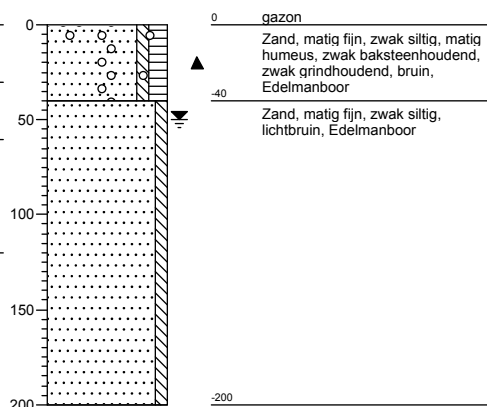 0
50
100
150
200
0
gazon
Zand, matig fijn, zwak siltig, matig
humeus, zwak baksteenhoudend,
zwak grindhoudend, bruin,
Edelmanboor
-40
Zand, matig fijn, zwak siltig,
lichtbruin, Edelmanboor
-200